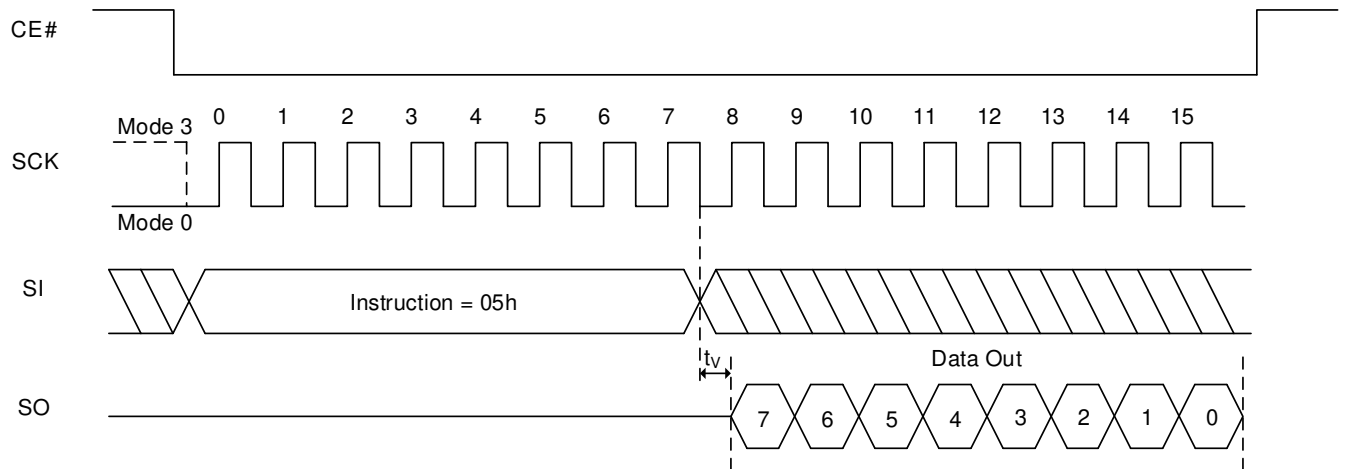 CE#
0 1 2 3 4 5 6 7 8 9 10 11 12 13 14 15
Mode 3
SCK
Mode 0
SI
Instruction = 05h
tV
Data Out
SO
7 6 5 4 3 2 1 0